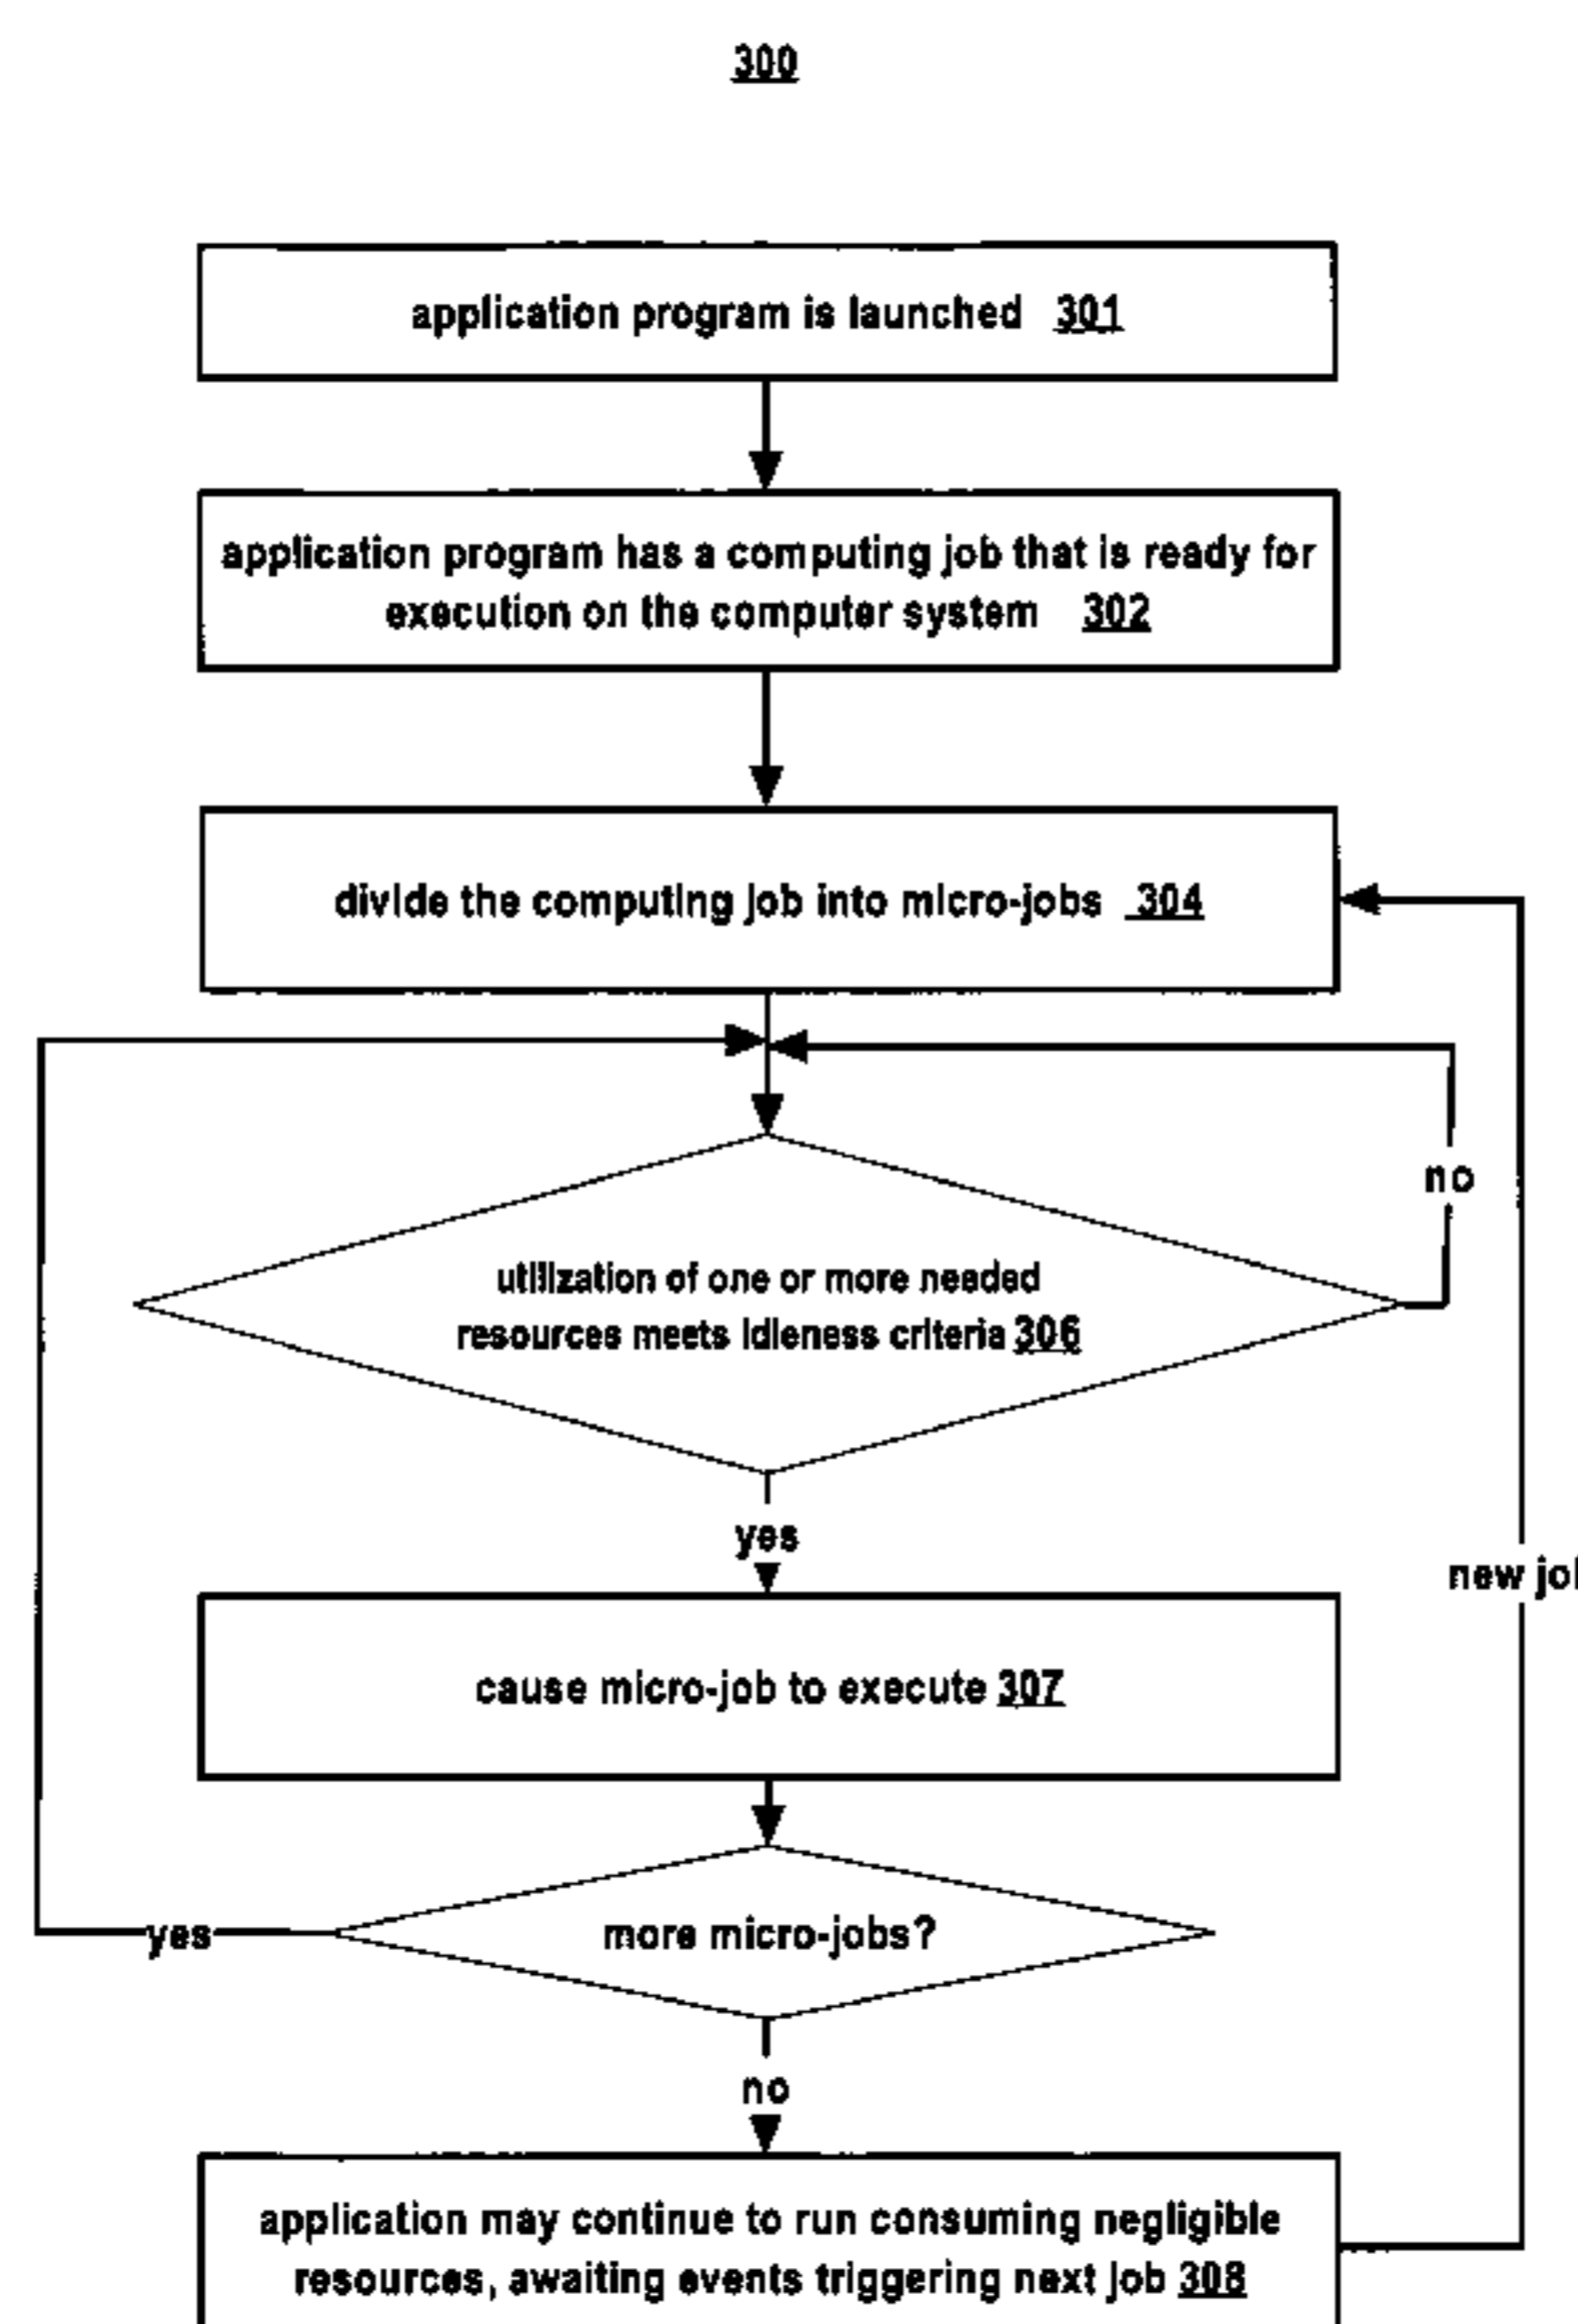 300
application program is launched 301
application program has a computing job that is ready for
execution on the computer system 302
divide the computing job into micro-jobs 304
no
utilization of one or more needed
resources meets idleness criteria 306
yes
new
cause micro-job to execute 307
more micro-jobs?
yes
no
application may continue to run consuming negligible
resources, awaiting events triggering next job 308